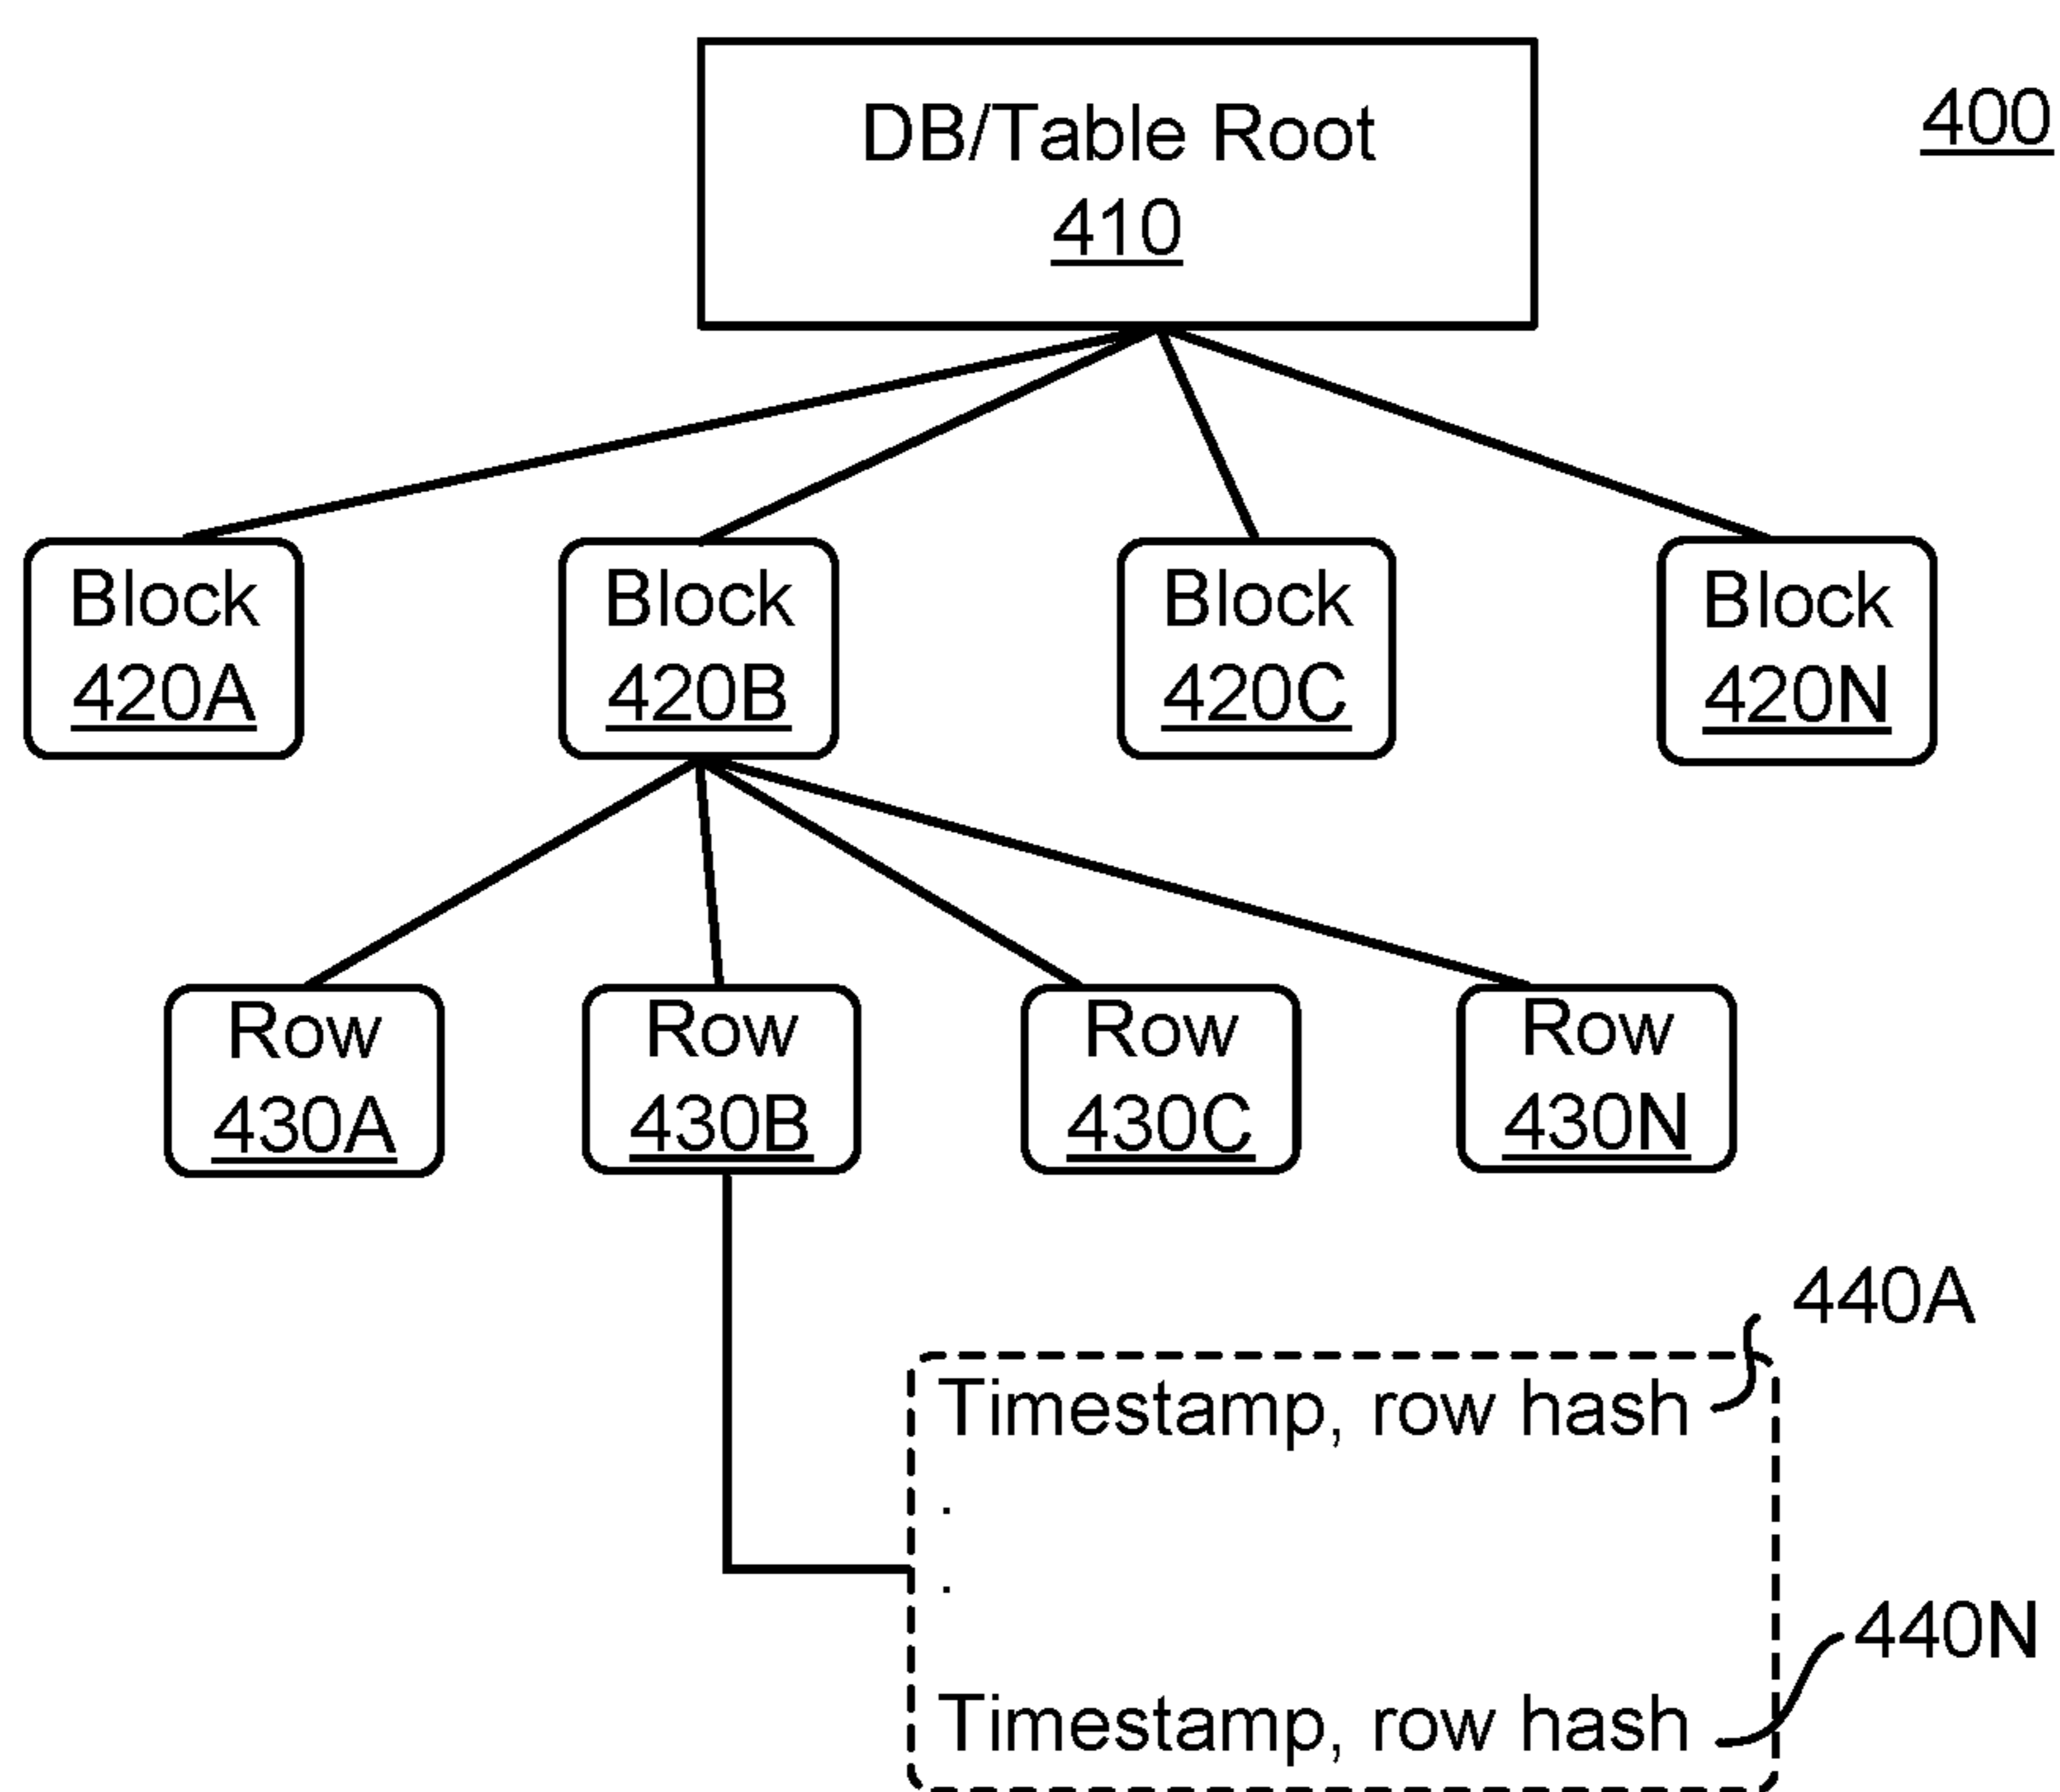 DB/Table Root
410
400
Block
420A
Block
420B
Block
420C
Block
420N
Row
430A
Row
430B
Row
430C
Row
430N
440A
Timestamp, row hash
.
.
440N
Timestamp, row hash